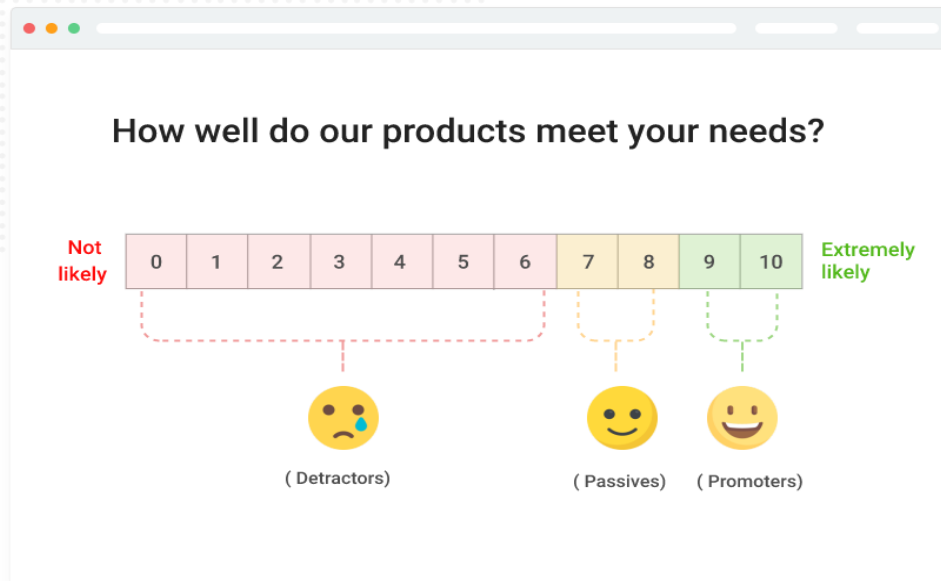 How well do our products meet your needs?
Not
likely
0 1 2 3 4 5 6 7 8 9 10
Extremely
likely
( Detractors)
( Passives)
( Promoters)